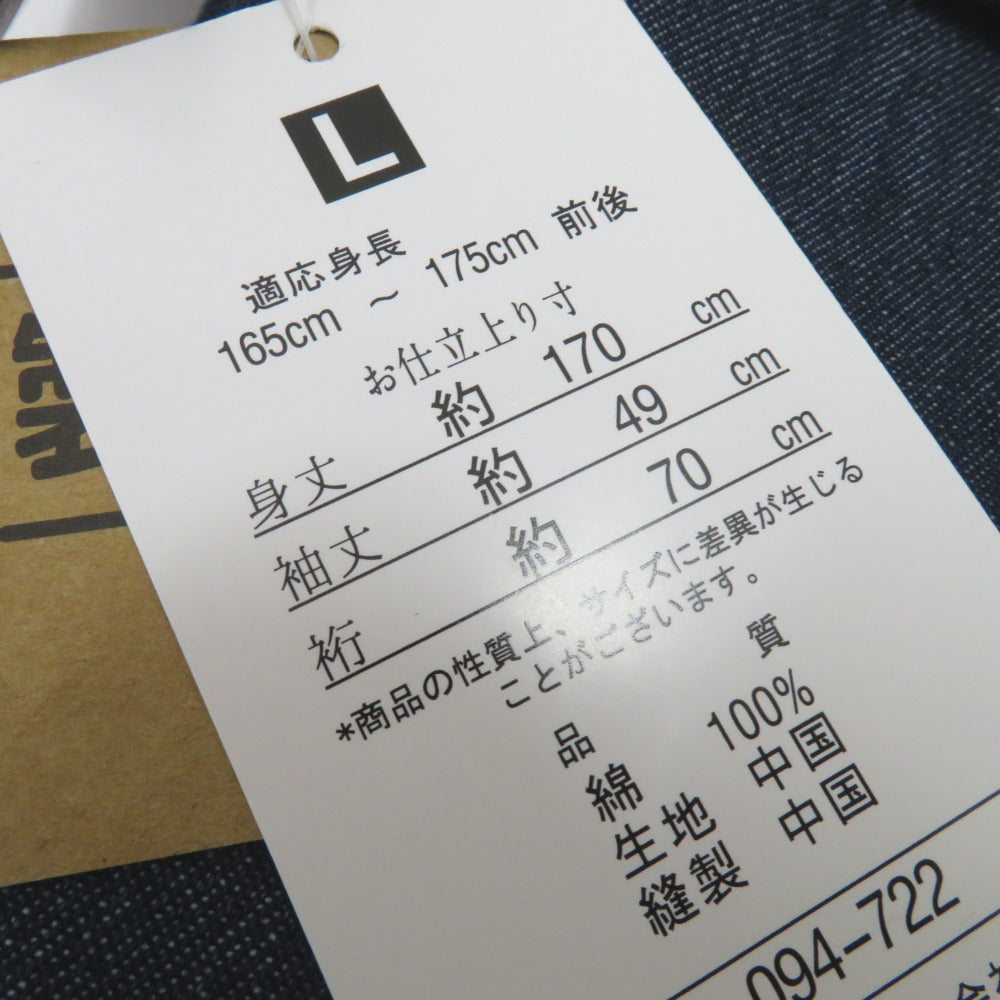 L
適応身長
165cm ～ 175cm 前後
お仕立上り寸
身丈 約 170 cm
袖丈 約 49 cm
裄 約 70 cm
*商品の性質上、サイズに差異が生じる
ことがございます。
品 質
綿 100%
生地 中国
縫製 中国
094-722